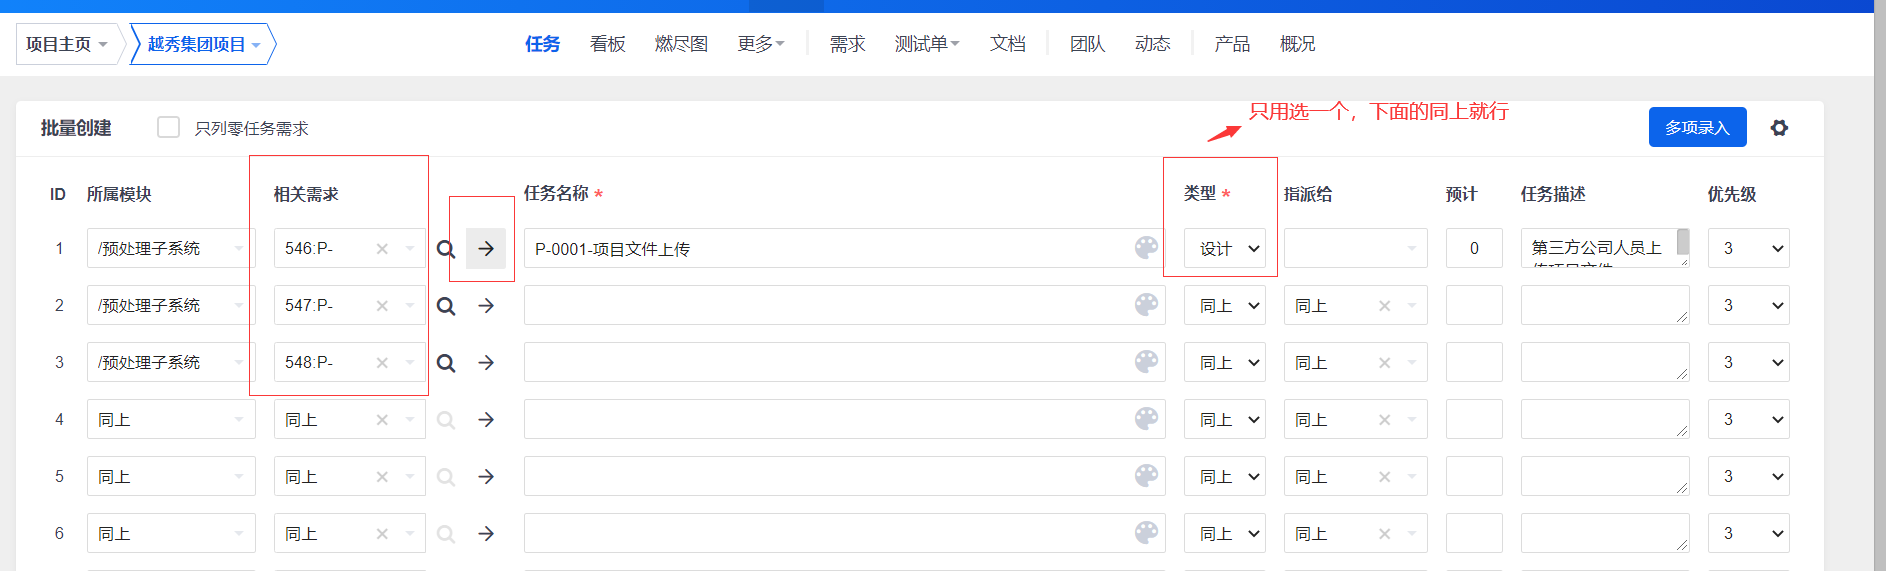 项目主页 越秀集团项目 任务 看板 燃尽图 更多 需求 测试单 文档 团队 动态 产品 概况
只用选一个，下面的同上就行
批量创建 只列零任务需求 多项录入
ID 所属模块 相关需求 任务名称 * 类型 * 指派给 预计 任务描述 优先级
1 /预处理子系统 546:P- P-0001-项目文件上传 设计 0 第三方公司人员上 3
传项目文件
2 /预处理子系统 547:P- 同上 同上 3
3 /预处理子系统 548:P- 同上 同上 3
4 同上 同上 同上 同上 3
5 同上 同上 同上 同上 3
6 同上 同上 同上 同上 3